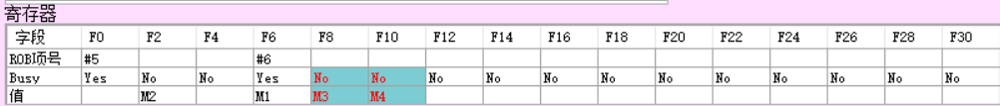 寄存器
字段 F0 F2 F4 F6 F8 F10 F12 F14 F16 F18 F20 F22 F24 F26 F28 F30
ROB项号 #5 #6
Busy Yes No No Yes No No No No No No No No No No No No
值 M2 M1 M3 M4